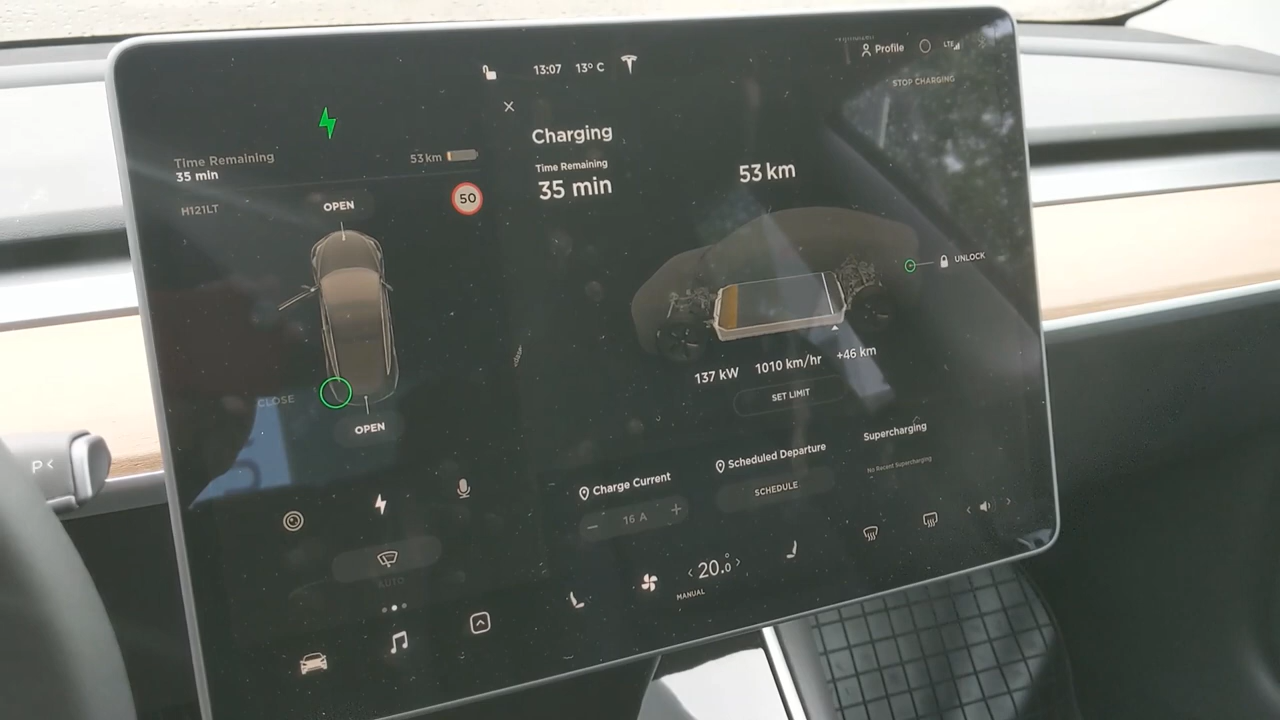 13:07 13° C
Profile LTE
STOP CHARGING
Time Remaining
35 min
53 km
H121LT
OPEN
50
CLOSE
OPEN
Charging
Time Remaining
35 min
53 km
UNLOCK
137 kW 1010 km/hr +46 km
SET LIMIT
Charge Current
− 16 A +
Scheduled Departure
SCHEDULE
Supercharging
No Recent Supercharging
AUTO
‹ 20.0 ›
MANUAL
P<